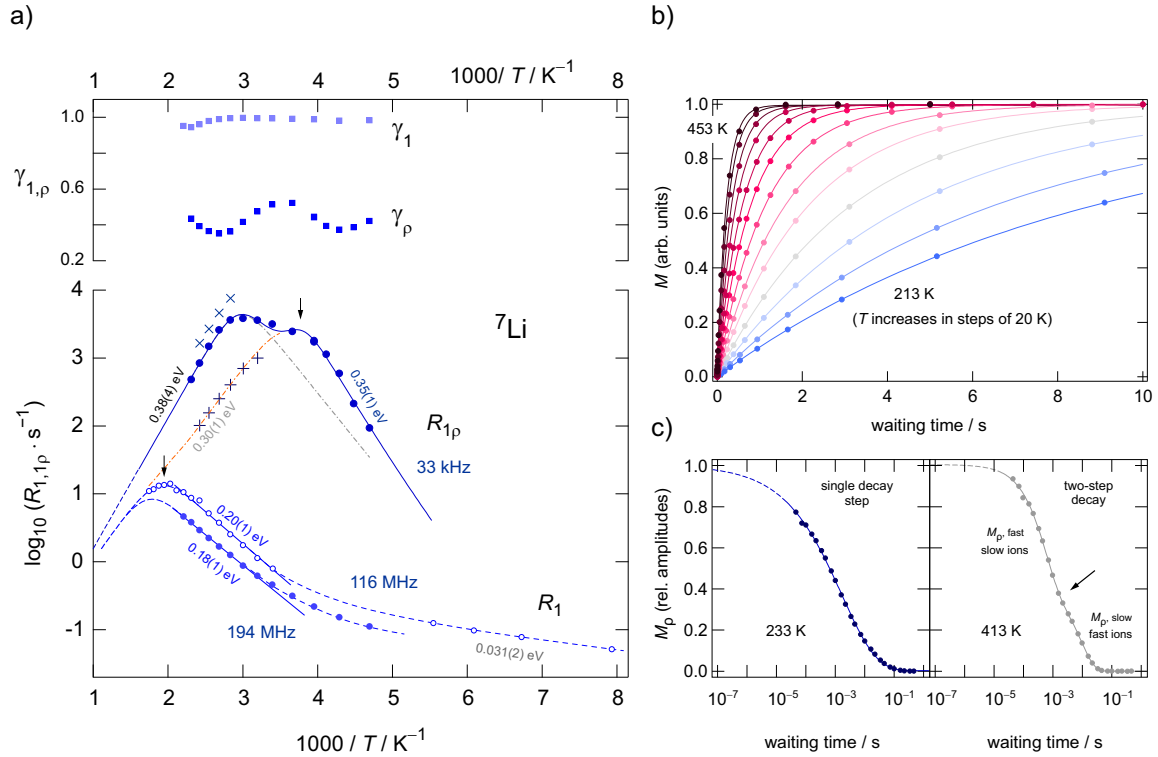 a)
1 2 3 4 5 6 7 8
1000/ T / K⁻¹
1.0
0.6
0.2
γ₁,ρ
γ₁
γρ
4
3
2
1
0
-1
log₁₀ (R₁,₁ρ · s⁻¹)
⁷Li
0.38(4) eV
0.35(1) eV
0.30(1) eV
R₁ρ
33 kHz
0.20(1) eV
0.18(1) eV
116 MHz
R₁
194 MHz
0.031(2) eV
1 2 3 4 5 6 7 8
1000 / T / K⁻¹
b)
1.0
0.8
0.6
0.4
0.2
0.0
M (arb. units)
453 K
213 K
(T increases in steps of 20 K)
0 2 4 6 8 10
waiting time / s
c)
1.0
0.8
0.6
0.4
0.2
0.0
Mρ (rel. amplitudes)
single decay
step
233 K
10⁻⁷ 10⁻⁵ 10⁻³ 10⁻¹
waiting time / s
two-step
decay
Mρ, fast
slow ions
Mρ, slow
fast ions
413 K
10⁻⁷ 10⁻⁵ 10⁻³ 10⁻¹
waiting time / s